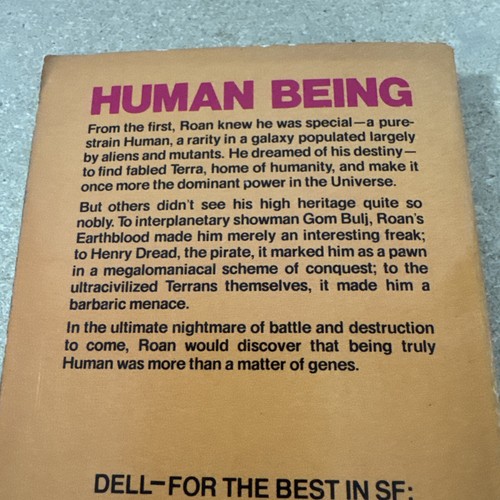 HUMAN BEING
From the first, Roan knew he was special—a pure-
strain Human, a rarity in a galaxy populated largely
by aliens and mutants. He dreamed of his destiny—
to find fabled Terra, home of humanity, and make it
once more the dominant power in the Universe.
But others didn't see his high heritage quite so
nobly. To interplanetary showman Gom Bulj, Roan's
Earthblood made him merely an interesting freak;
to Henry Dread, the pirate, it marked him as a pawn
in a megalomaniacal scheme of conquest; to the
ultracivilized Terrans themselves, it made him a
barbaric menace.
In the ultimate nightmare of battle and destruction
to come, Roan would discover that being truly
Human was more than a matter of genes.
DELL—FOR THE BEST IN SF: